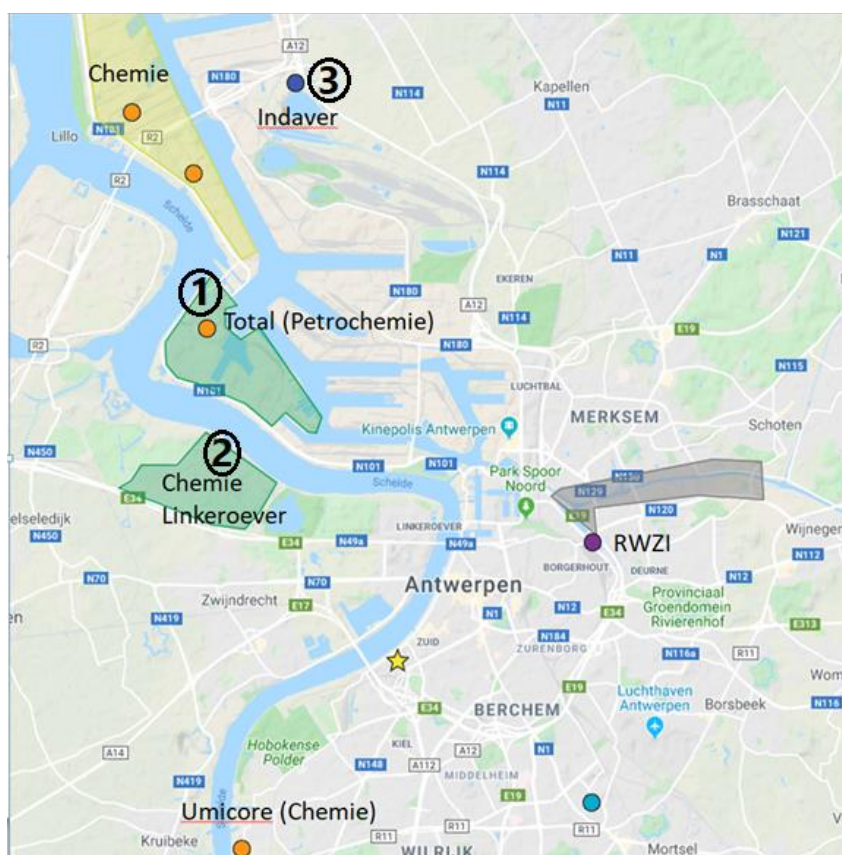 A12
3
Chemie
N180
Kapellen
N114
N11
Indaver
Lillo
N101
R2
R2
N114
Brasschaat
Schelde
N121
N11
N1
EKEREN
1
N180
A12
N114
Total (Petrochemie)
E19
R2
N180
N115
N101
LUCHTBAL
MERKSEM
Schoten
Kinepolis Antwerpen
2
N450
N101
N101
Park Spoor
Noord
Chemie
Schelde
N129
E34
Linkeroever
E19
N120
elseledijk
LINKEROEVER
Wijnegem
N450
E34
N49a
N49a
RWZI
N112
BORGERHOUT
DEURNE
N70
N70
Antwerpen
N12
N12
Zwijndrecht
E17
Provinciaal
Groendomein
Rivierenhof
N419
N1
N12
E34
E313
en
ZUID
N184
ZURENBORG
N116a
R11
E19
Wom
Luchthaven
Antwerpen
Borsbeek
N116
E34
BERCHEM
A14
Hobokense
Polder
KIEL
A12
N1
N148
A112
MIDDELHEIM
N419
E19
Umicore (Chemie)
R11
R11
R11
Kruibeke
WILRIJK
Mortsel